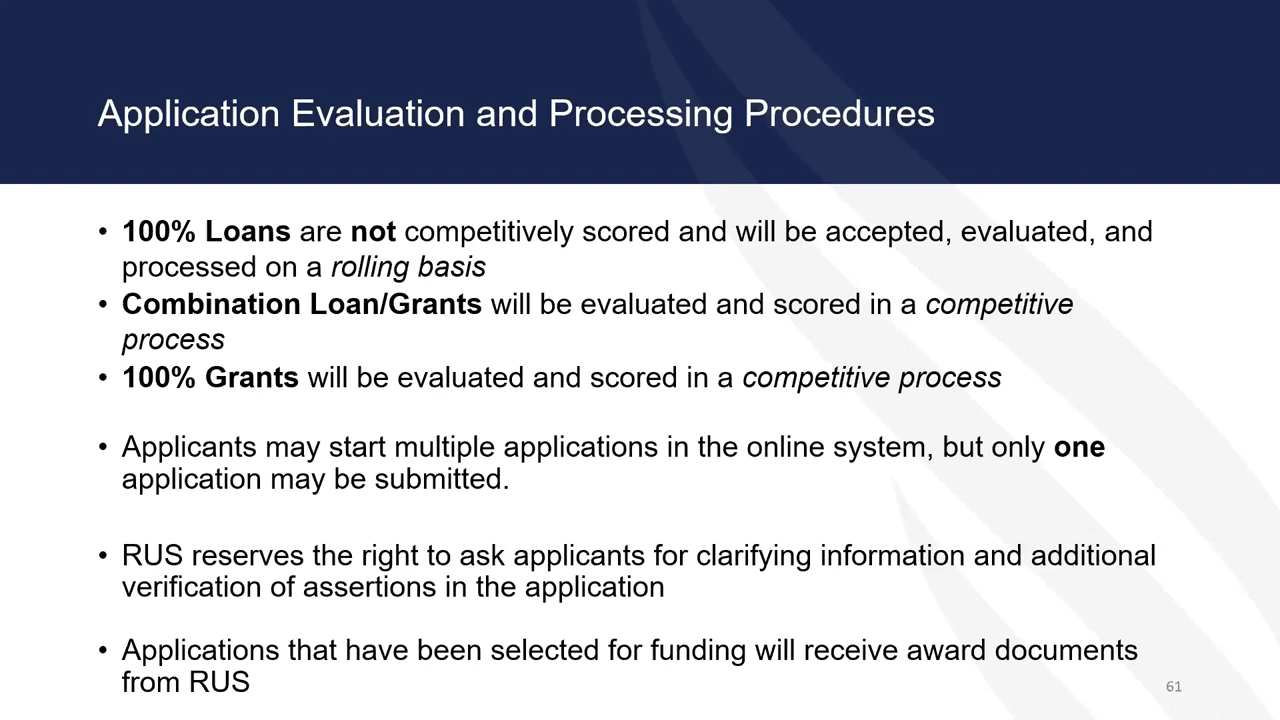 Application Evaluation and Processing Procedures
• 100% Loans are not competitively scored and will be accepted, evaluated, and
processed on a rolling basis
• Combination Loan/Grants will be evaluated and scored in a competitive
process
• 100% Grants will be evaluated and scored in a competitive process
• Applicants may start multiple applications in the online system, but only one
application may be submitted.
• RUS reserves the right to ask applicants for clarifying information and additional
verification of assertions in the application
• Applications that have been selected for funding will receive award documents
from RUS
61